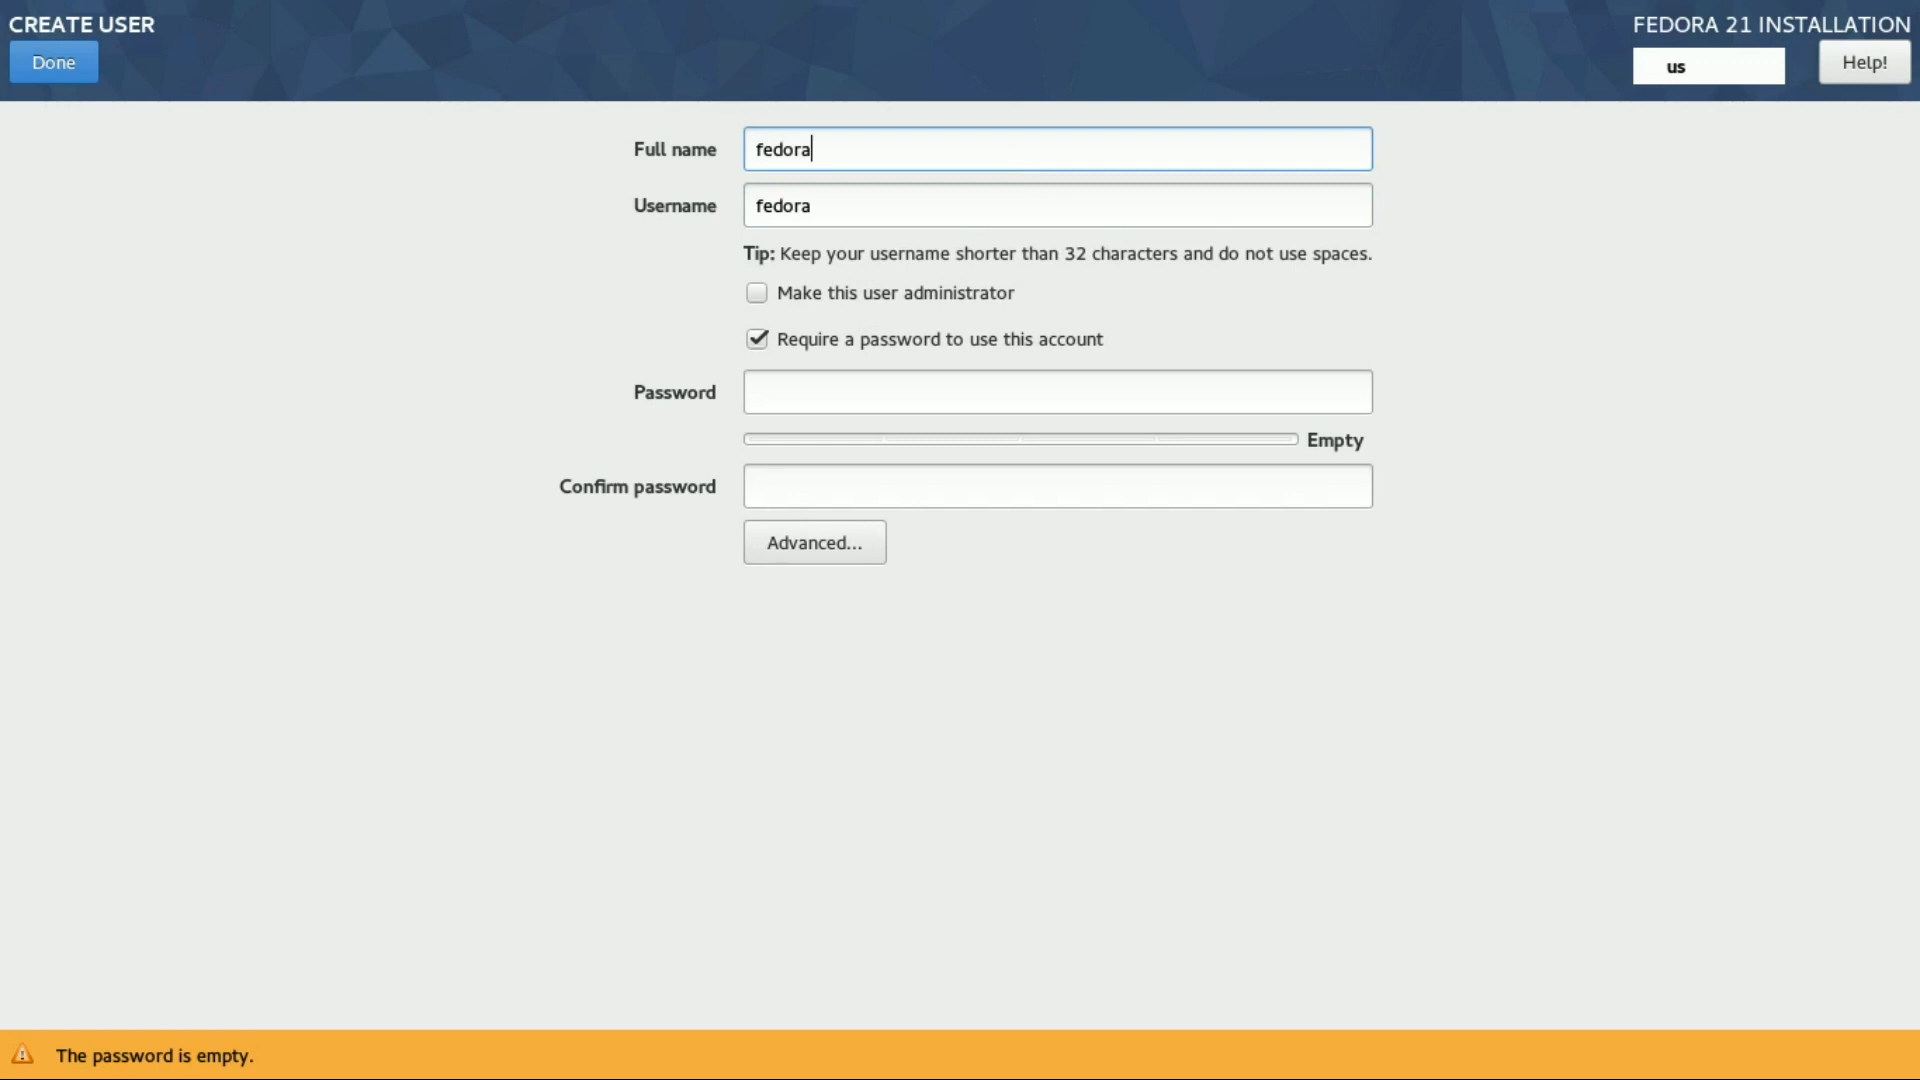 CREATE USER
FEDORA 21 INSTALLATION
Done
us
Help!
Full name
fedora
Username
fedora
Tip: Keep your username shorter than 32 characters and do not use spaces.
Make this user administrator
Require a password to use this account
Password
Empty
Confirm password
Advanced...
The password is empty.